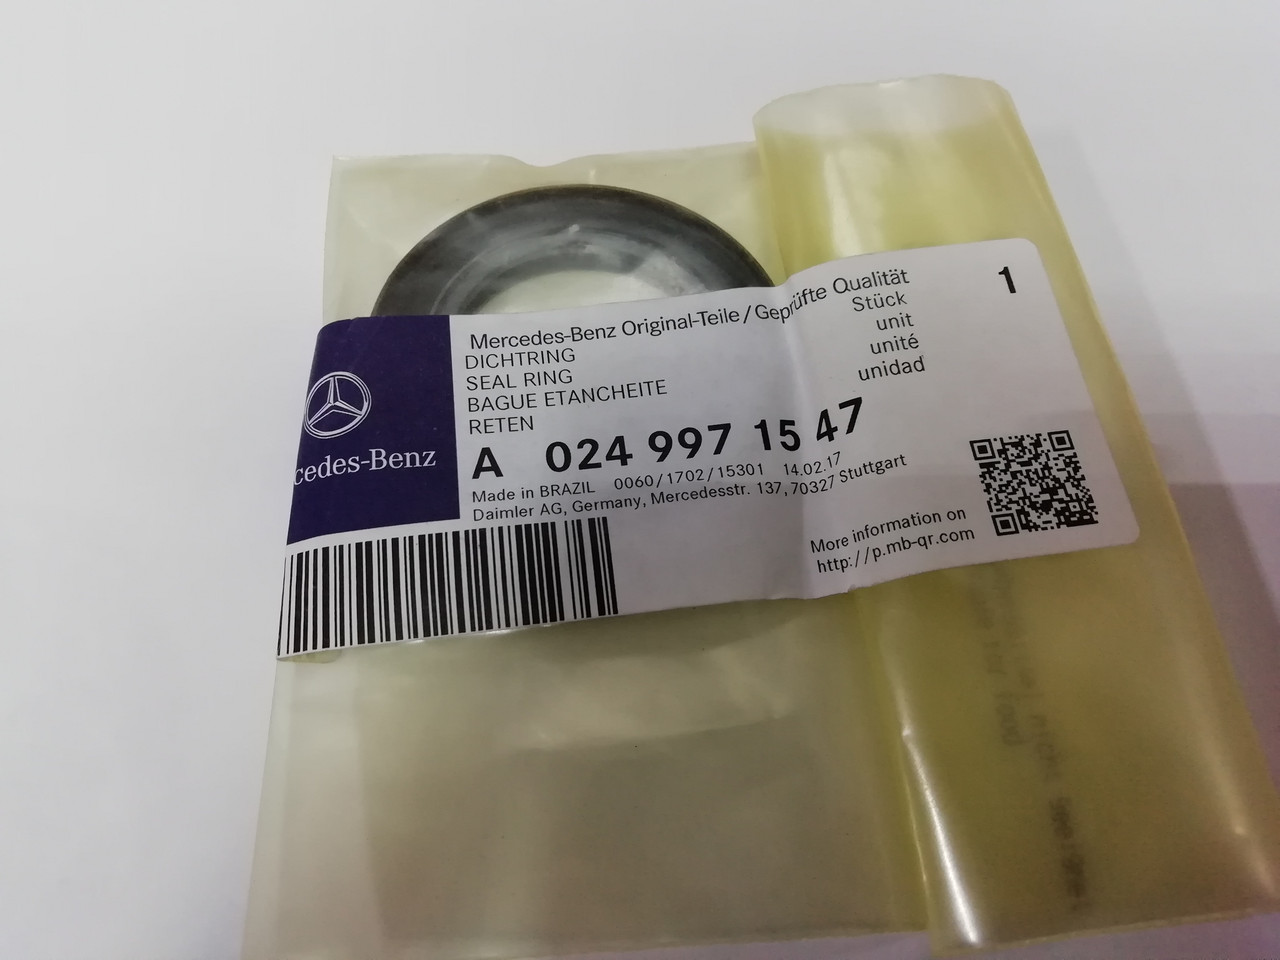 Mercedes-Benz Original-Teile/Geprüfte Qualität
DICHTRING
SEAL RING
BAGUE ETANCHEITE
RETEN
Stück
unit
unité
unidad
1
cedes-Benz
A 024 997 15 47
Made in BRAZIL 0060/1702/15301 14.02.17
Daimler AG, Germany, Mercedesstr. 137, 70327 Stuttgart
More information on
http://p.mb-qr.com